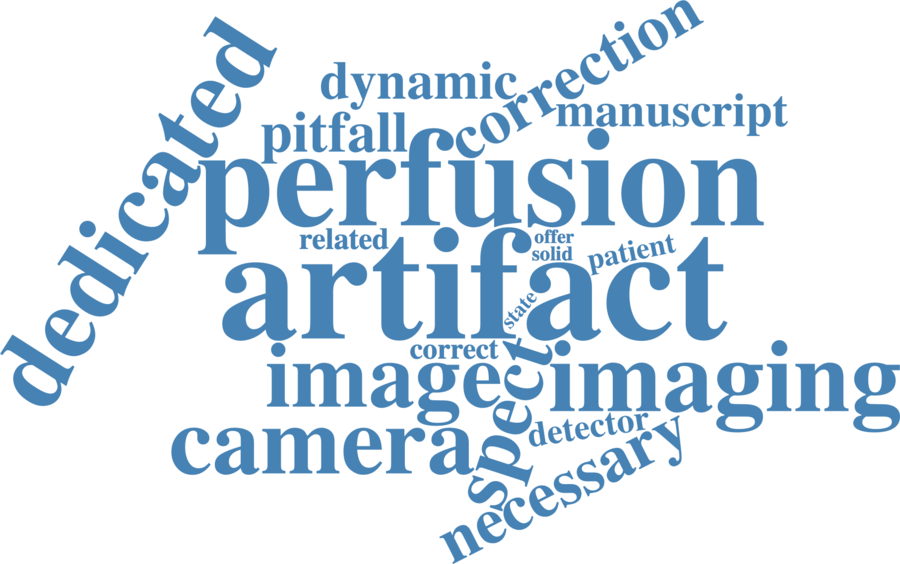 dedicated
correction
dynamic
manuscript
pitfall
perfusion
related
offer
solid
patient
artifact
state
correct
image
spect
imaging
camera
detector
necessary